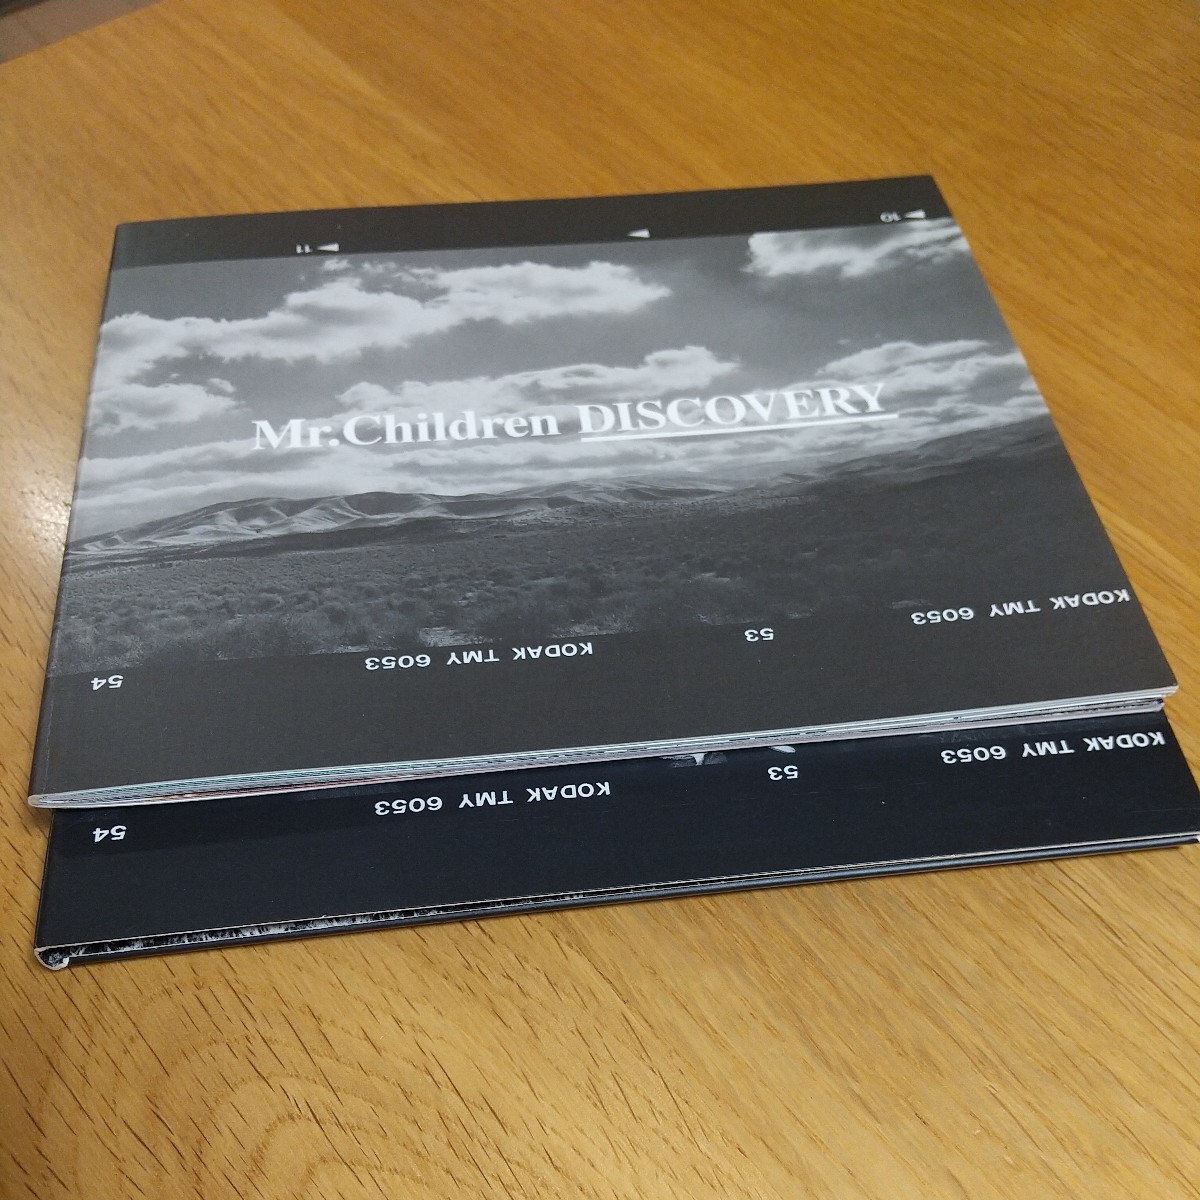 11 10
Mr.Children DISCOVERY
54 KODAK TMY 6053 53 KODAK TMY 6053
54 KODAK TMY 6053 53 KODAK TMY 6053